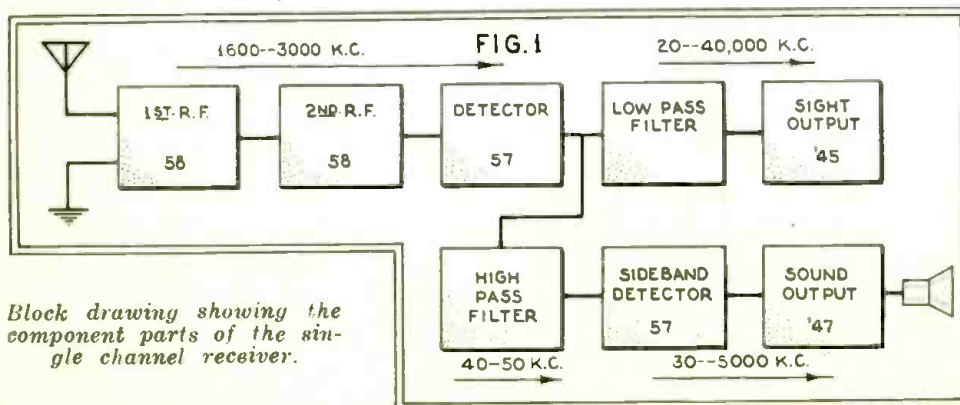 FIG.1
1600--3000 K.C.
20--40,000 K.C.
1ST. R.F.
58
2ND. R.F.
58
DETECTOR
57
LOW PASS
FILTER
SIGHT
OUTPUT
'45
HIGH
PASS
FILTER
SIDEBAND
DETECTOR
57
SOUND
OUTPUT
'47
40-50 K.C.
30--5000 K.C.
Block drawing showing the
component parts of the sin-
gle channel receiver.